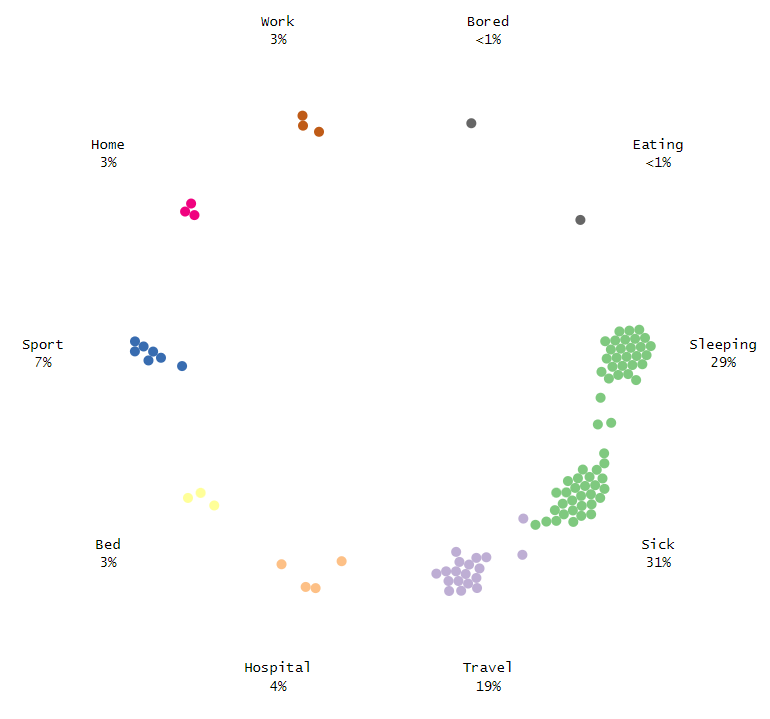 Work
3%
Bored
<1%
Home
3%
Eating
<1%
Sport
7%
Sleeping
29%
Bed
3%
Sick
31%
Hospital
4%
Travel
19%